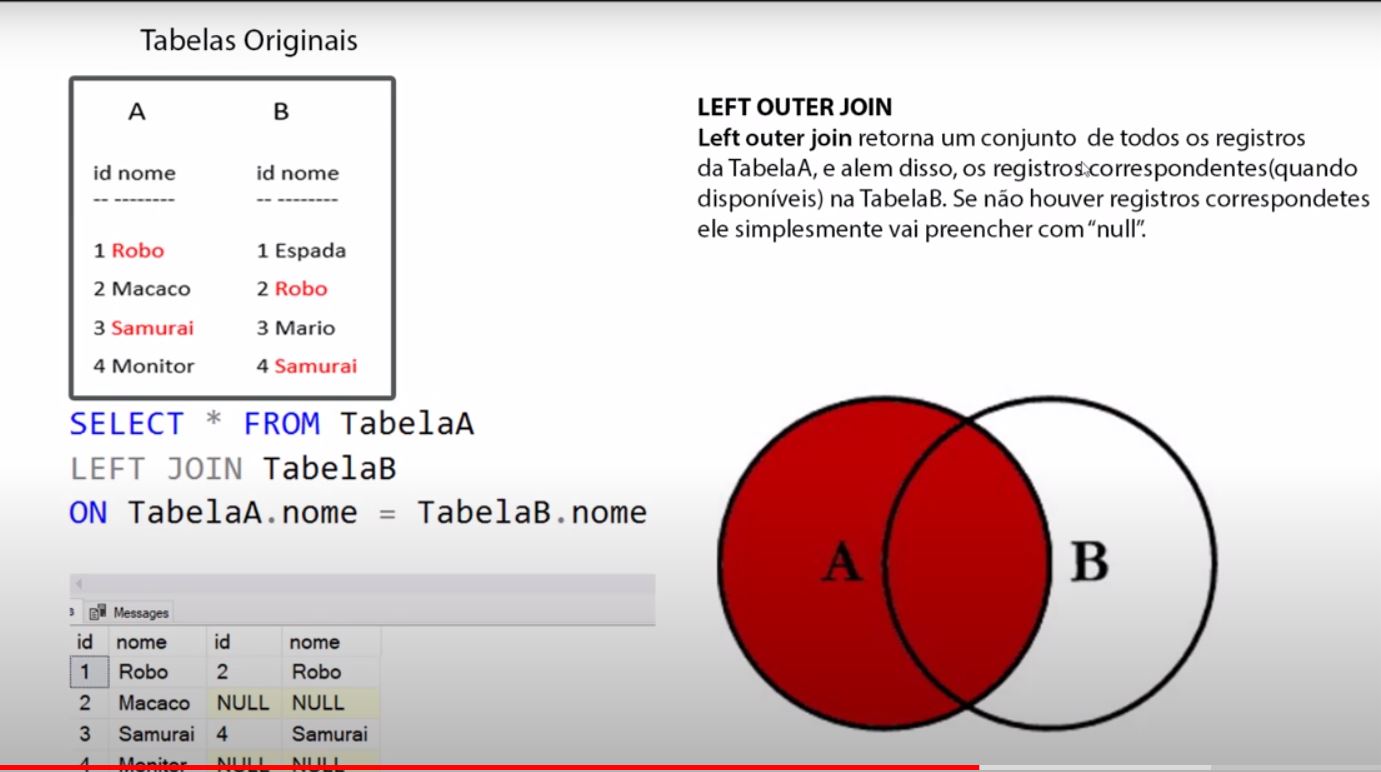 Tabelas Originais
A B
id nome id nome
-- -------- -- --------
1 Robo 1 Espada
2 Macaco 2 Robo
3 Samurai 3 Mario
4 Monitor 4 Samurai
SELECT * FROM TabelaA
LEFT JOIN TabelaB
ON TabelaA.nome = TabelaB.nome
s Messages
id nome id nome
1 Robo 2 Robo
2 Macaco NULL NULL
3 Samurai 4 Samurai
4 Monitor NULL NULL
LEFT OUTER JOIN
Left outer join retorna um conjunto de todos os registros
da TabelaA, e alem disso, os registros correspondentes(quando
disponíveis) na TabelaB. Se não houver registros correspondetes
ele simplesmente vai preencher com “null”.
A B